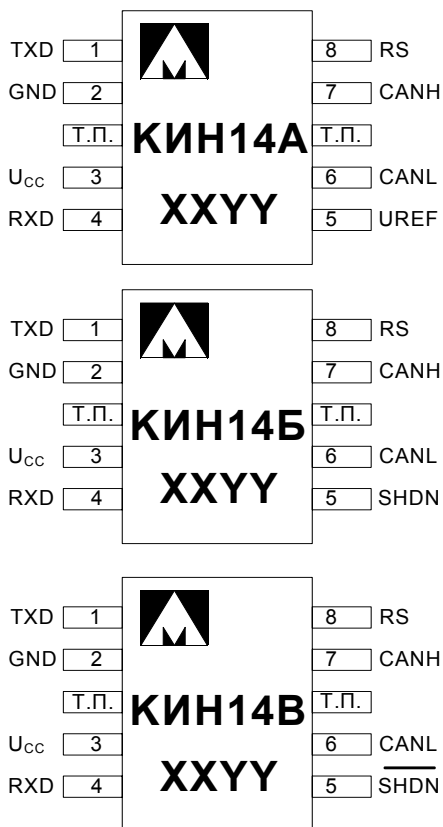 TXD 1 8 RS
GND 2 7 CANH
Т.П. КИН14А Т.П.
UCC 3 6 CANL
RXD 4 XXYY 5 UREF
TXD 1 8 RS
GND 2 7 CANH
Т.П. КИН14Б Т.П.
UCC 3 6 CANL
RXD 4 XXYY 5 SHDN
TXD 1 8 RS
GND 2 7 CANH
Т.П. КИН14В Т.П.
UCC 3 6 CANL
RXD 4 XXYY 5 S̅H̅D̅N̅